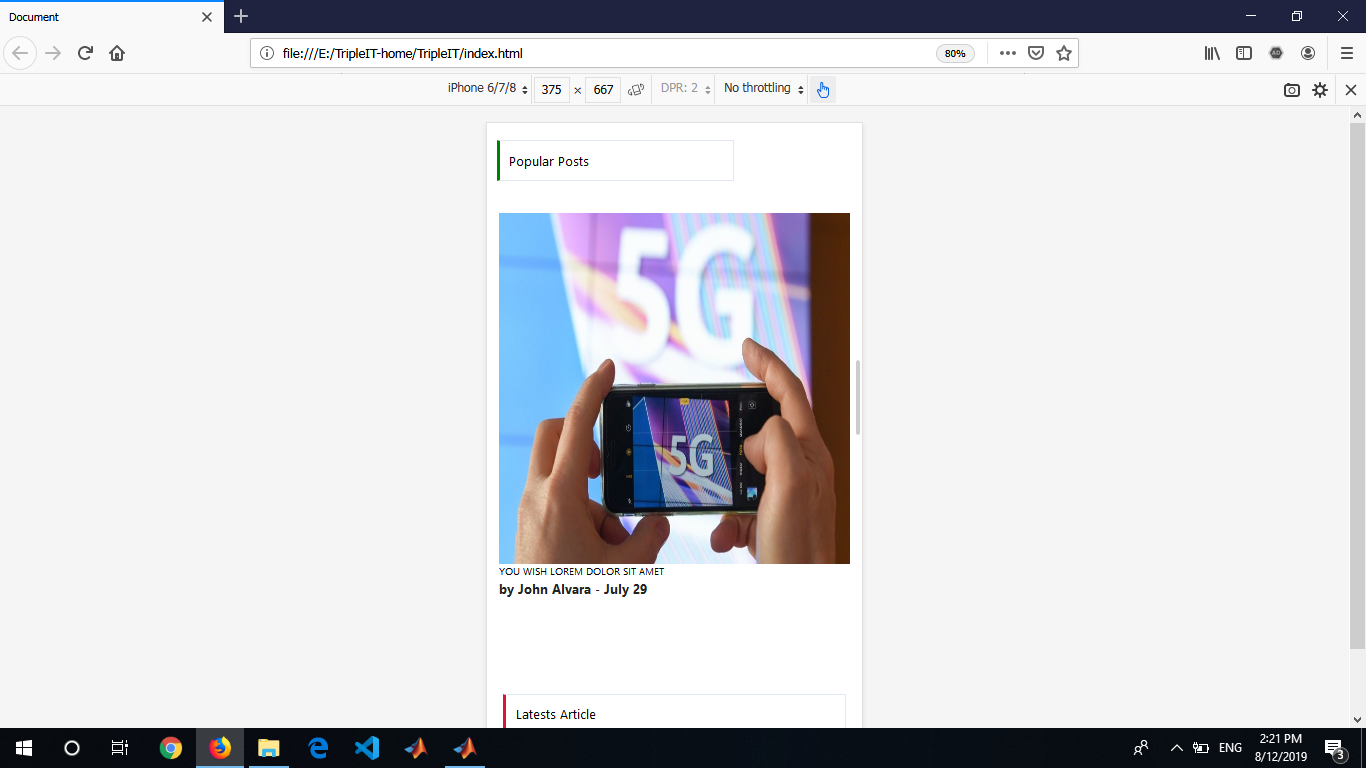 Document
file:///E:/TripleIT-home/TripleIT/index.html
80%
iPhone 6/7/8
375 × 667
DPR: 2
No throttling
Popular Posts
5G
5G
YOU WISH LOREM DOLOR SIT AMET
by John Alvara - July 29
Latests Article
ENG
2:21 PM
8/12/2019
3